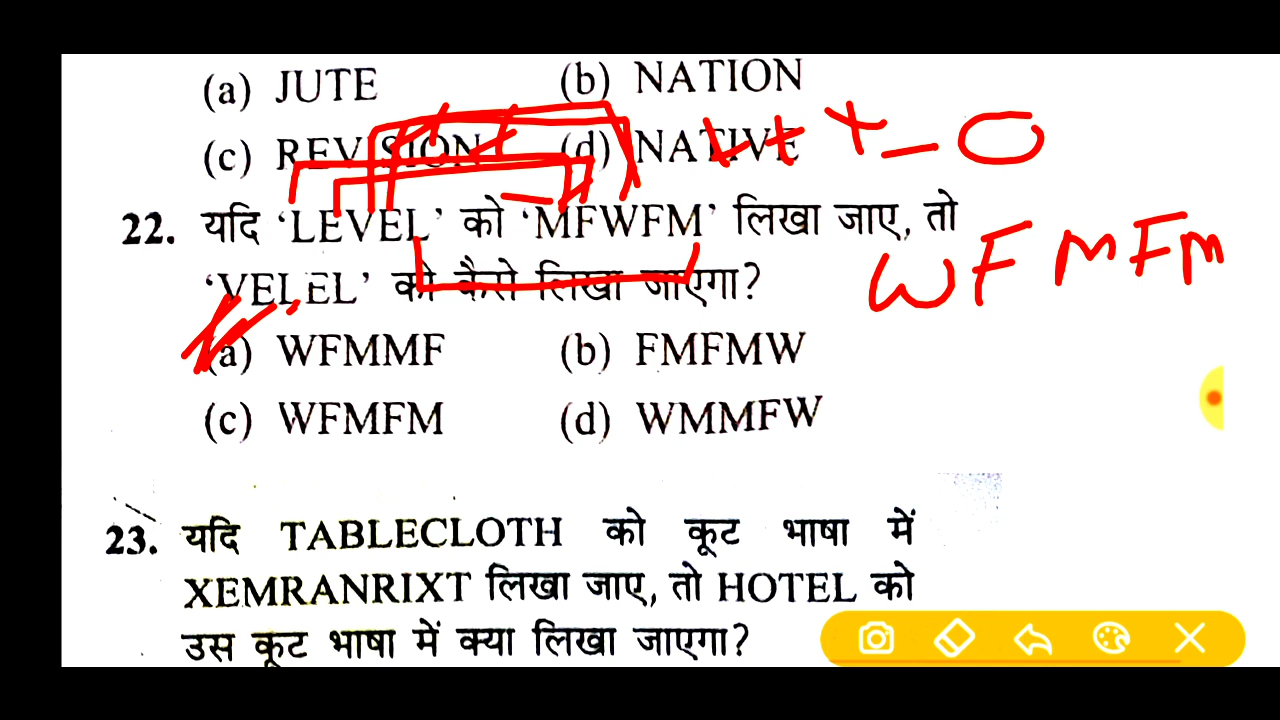 (a) JUTE (b) NATION
(c) REVISION (d) NATIVE
22. यदि ‘LEVEL’ को ‘MFWFM’ लिखा जाए, तो
‘VELEL’ को कैसे लिखा जाएगा?
WFMFM
(a) WFMMF (b) FMFMW
(c) WFMFM (d) WMMFW
23. यदि TABLECLOTH को कूट भाषा में
XEMRANRIXT लिखा जाए, तो HOTEL को
उस कूट भाषा में क्या लिखा जाएगा?